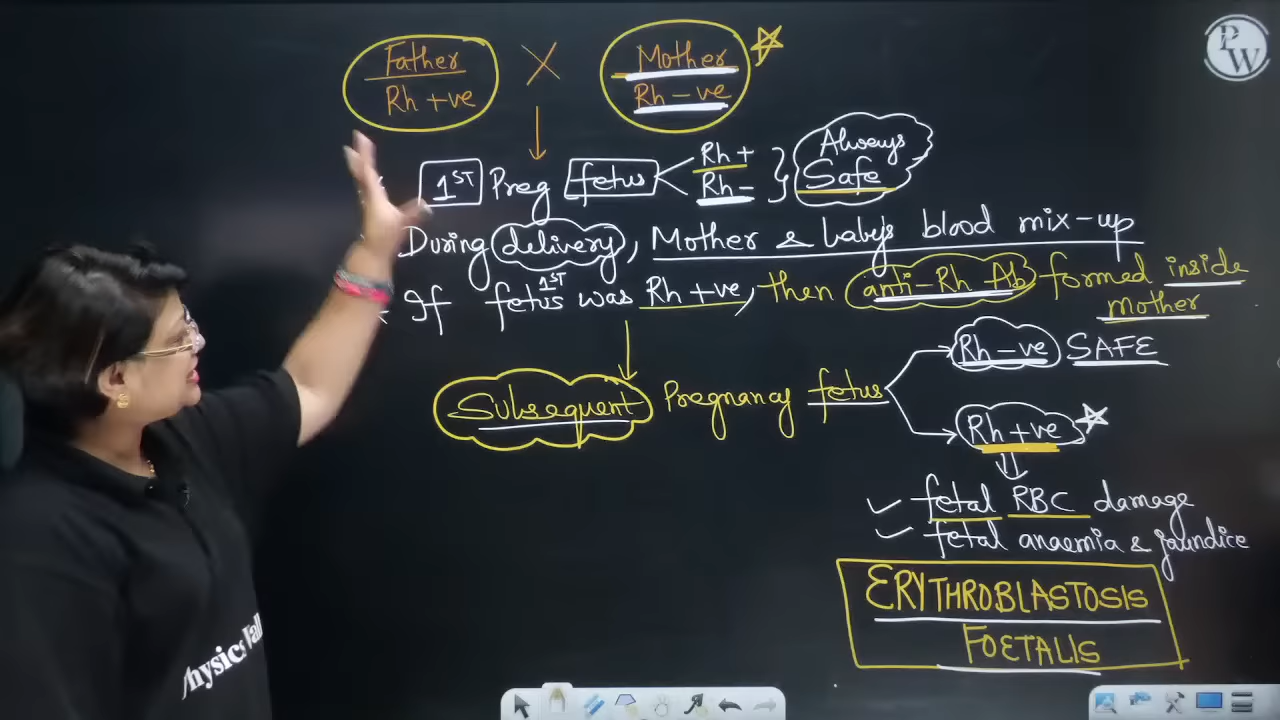 PW
Father X Mother
Rh +ve Rh -ve
1ST Preg fetus Rh+ Always
Rh- Safe
During delivery, Mother & baby's blood mix-up
If fetus 1ST was Rh +ve, then anti-Rh Ab formed inside
mother
Rh -ve SAFE
Subsequent Pregnancy fetus
Rh +ve
✓ fetal RBC damage
✓ fetal anaemia & jaundice
ERYTHROBLASTOSIS
FOETALIS